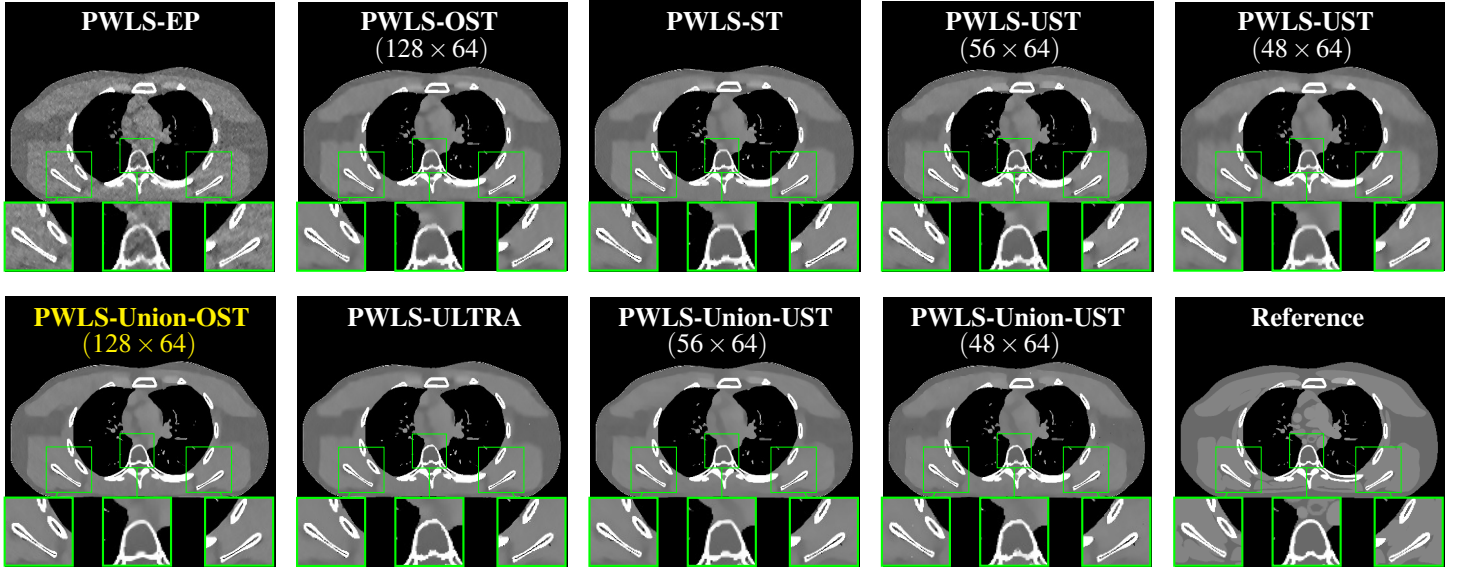 PWLS-EP
PWLS-OST
(128 × 64)
PWLS-ST
PWLS-UST
(56 × 64)
PWLS-UST
(48 × 64)
PWLS-Union-OST
(128 × 64)
PWLS-ULTRA
PWLS-Union-UST
(56 × 64)
PWLS-Union-UST
(48 × 64)
Reference